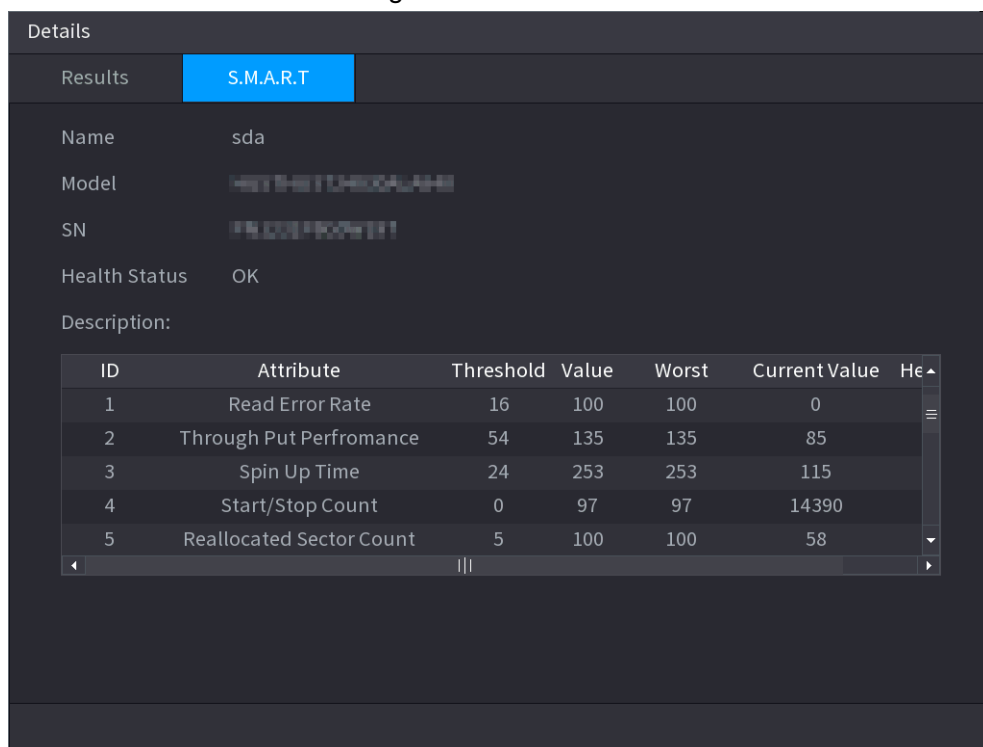 Details
Results S.M.A.R.T
Name sda
Model
SN
Health Status OK
Description:
ID Attribute Threshold Value Worst Current Value He
1 Read Error Rate 16 100 100 0
2 Through Put Perfromance 54 135 135 85
3 Spin Up Time 24 253 253 115
4 Start/Stop Count 0 97 97 14390
5 Reallocated Sector Count 5 100 100 58